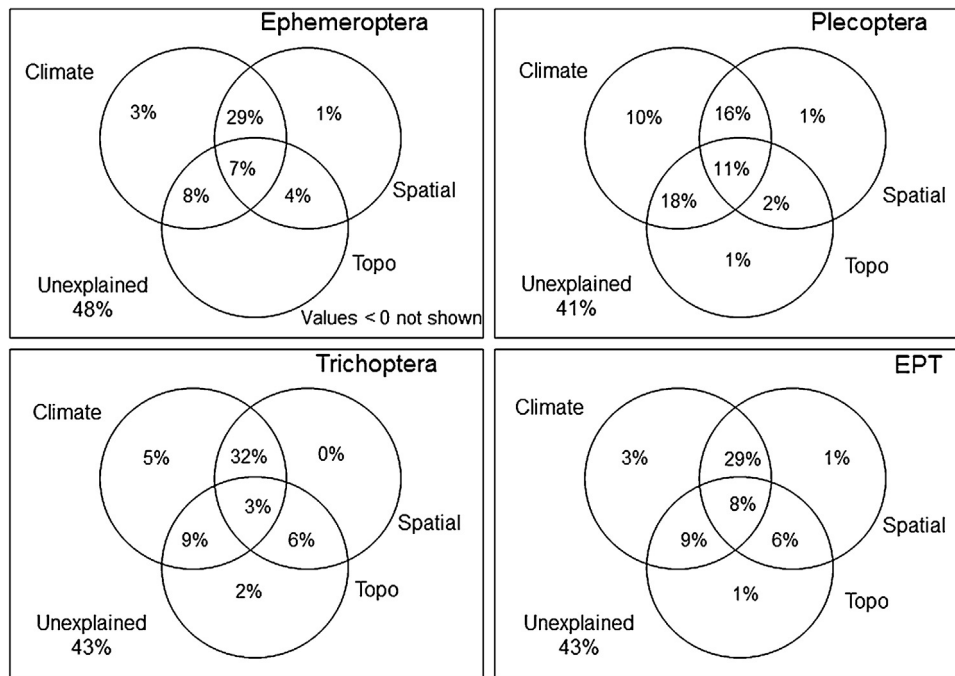 Ephemeroptera
Climate
3%
29%
1%
7%
8%
4%
Spatial
Topo
Unexplained
48%
Values < 0 not shown
Plecoptera
Climate
10%
16%
1%
11%
18%
2%
Spatial
1%
Topo
Unexplained
41%
Trichoptera
Climate
5%
32%
0%
3%
9%
6%
Spatial
2%
Topo
Unexplained
43%
EPT
Climate
3%
29%
1%
8%
9%
6%
Spatial
1%
Topo
Unexplained
43%